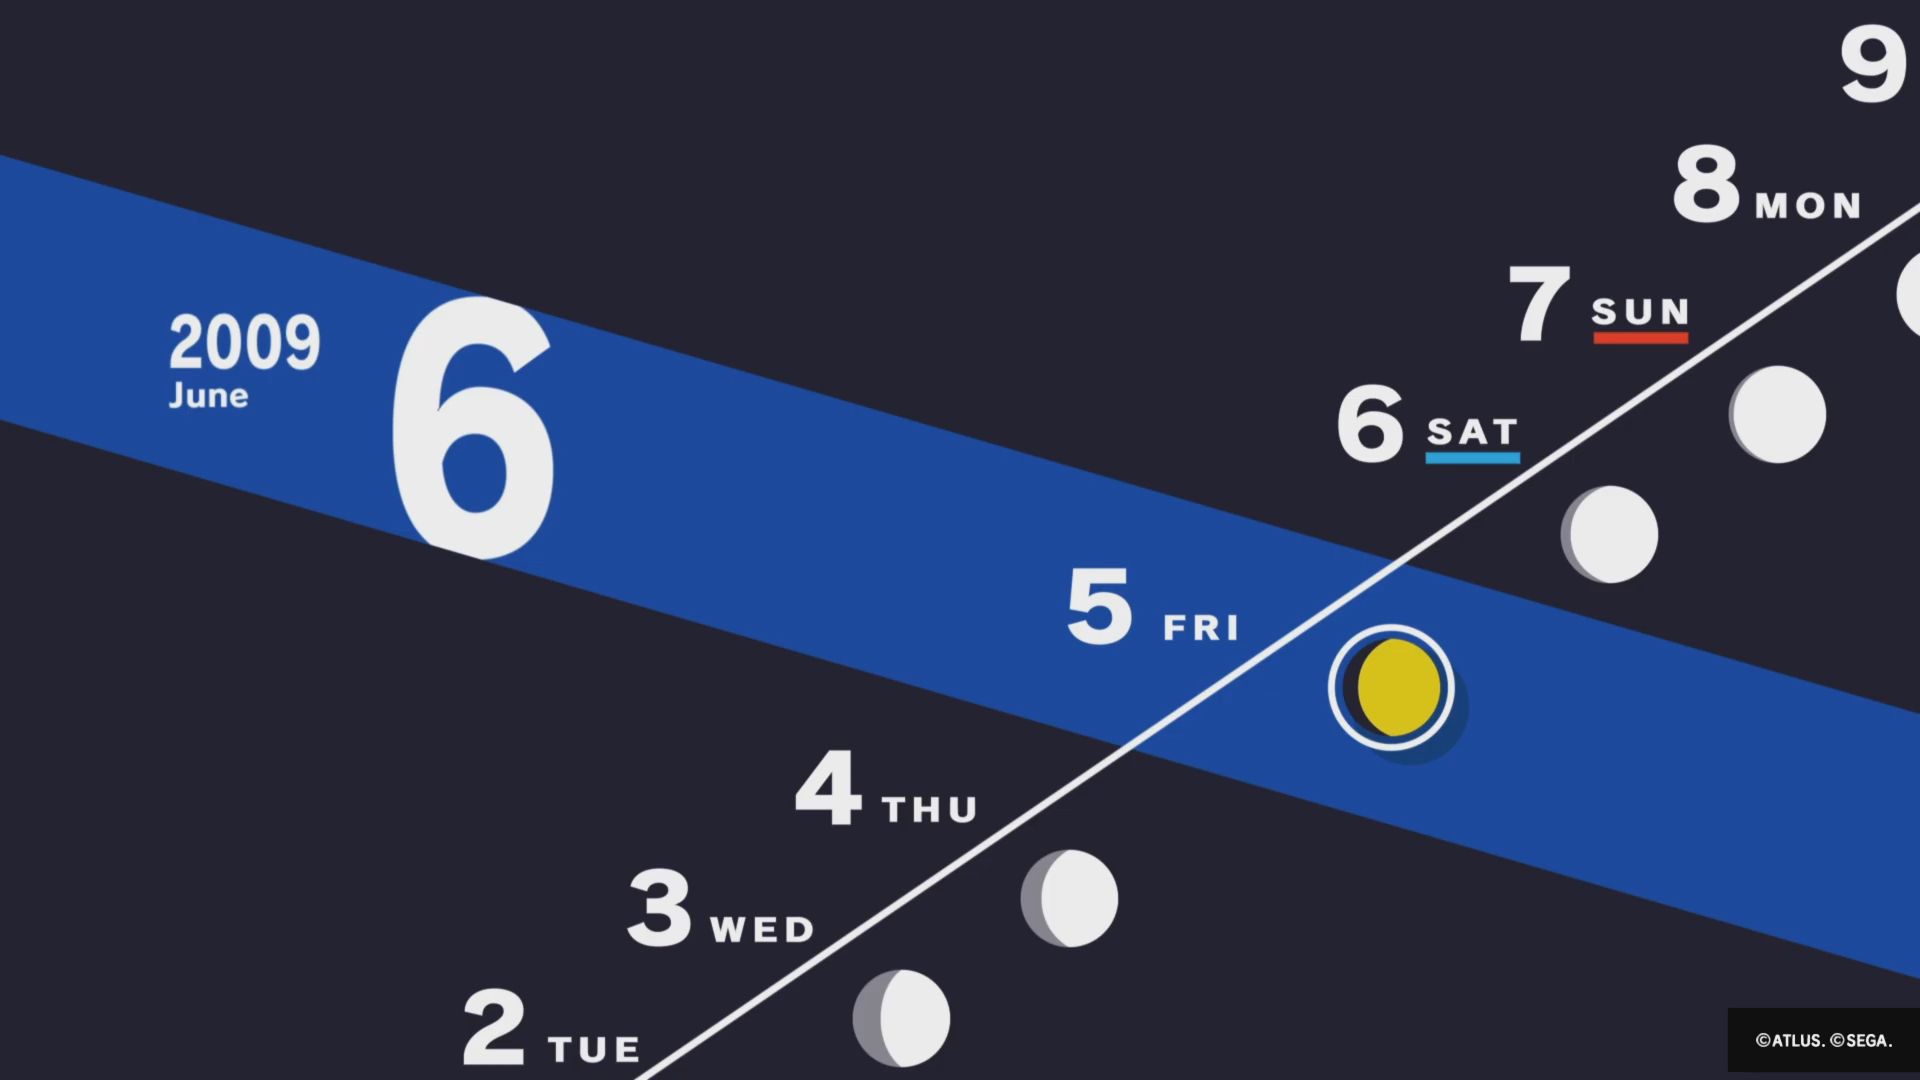 2009
June
6
9
8 MON
7 SUN
6 SAT
5 FRI
4 THU
3 WED
2 TUE
©ATLUS. ©SEGA.